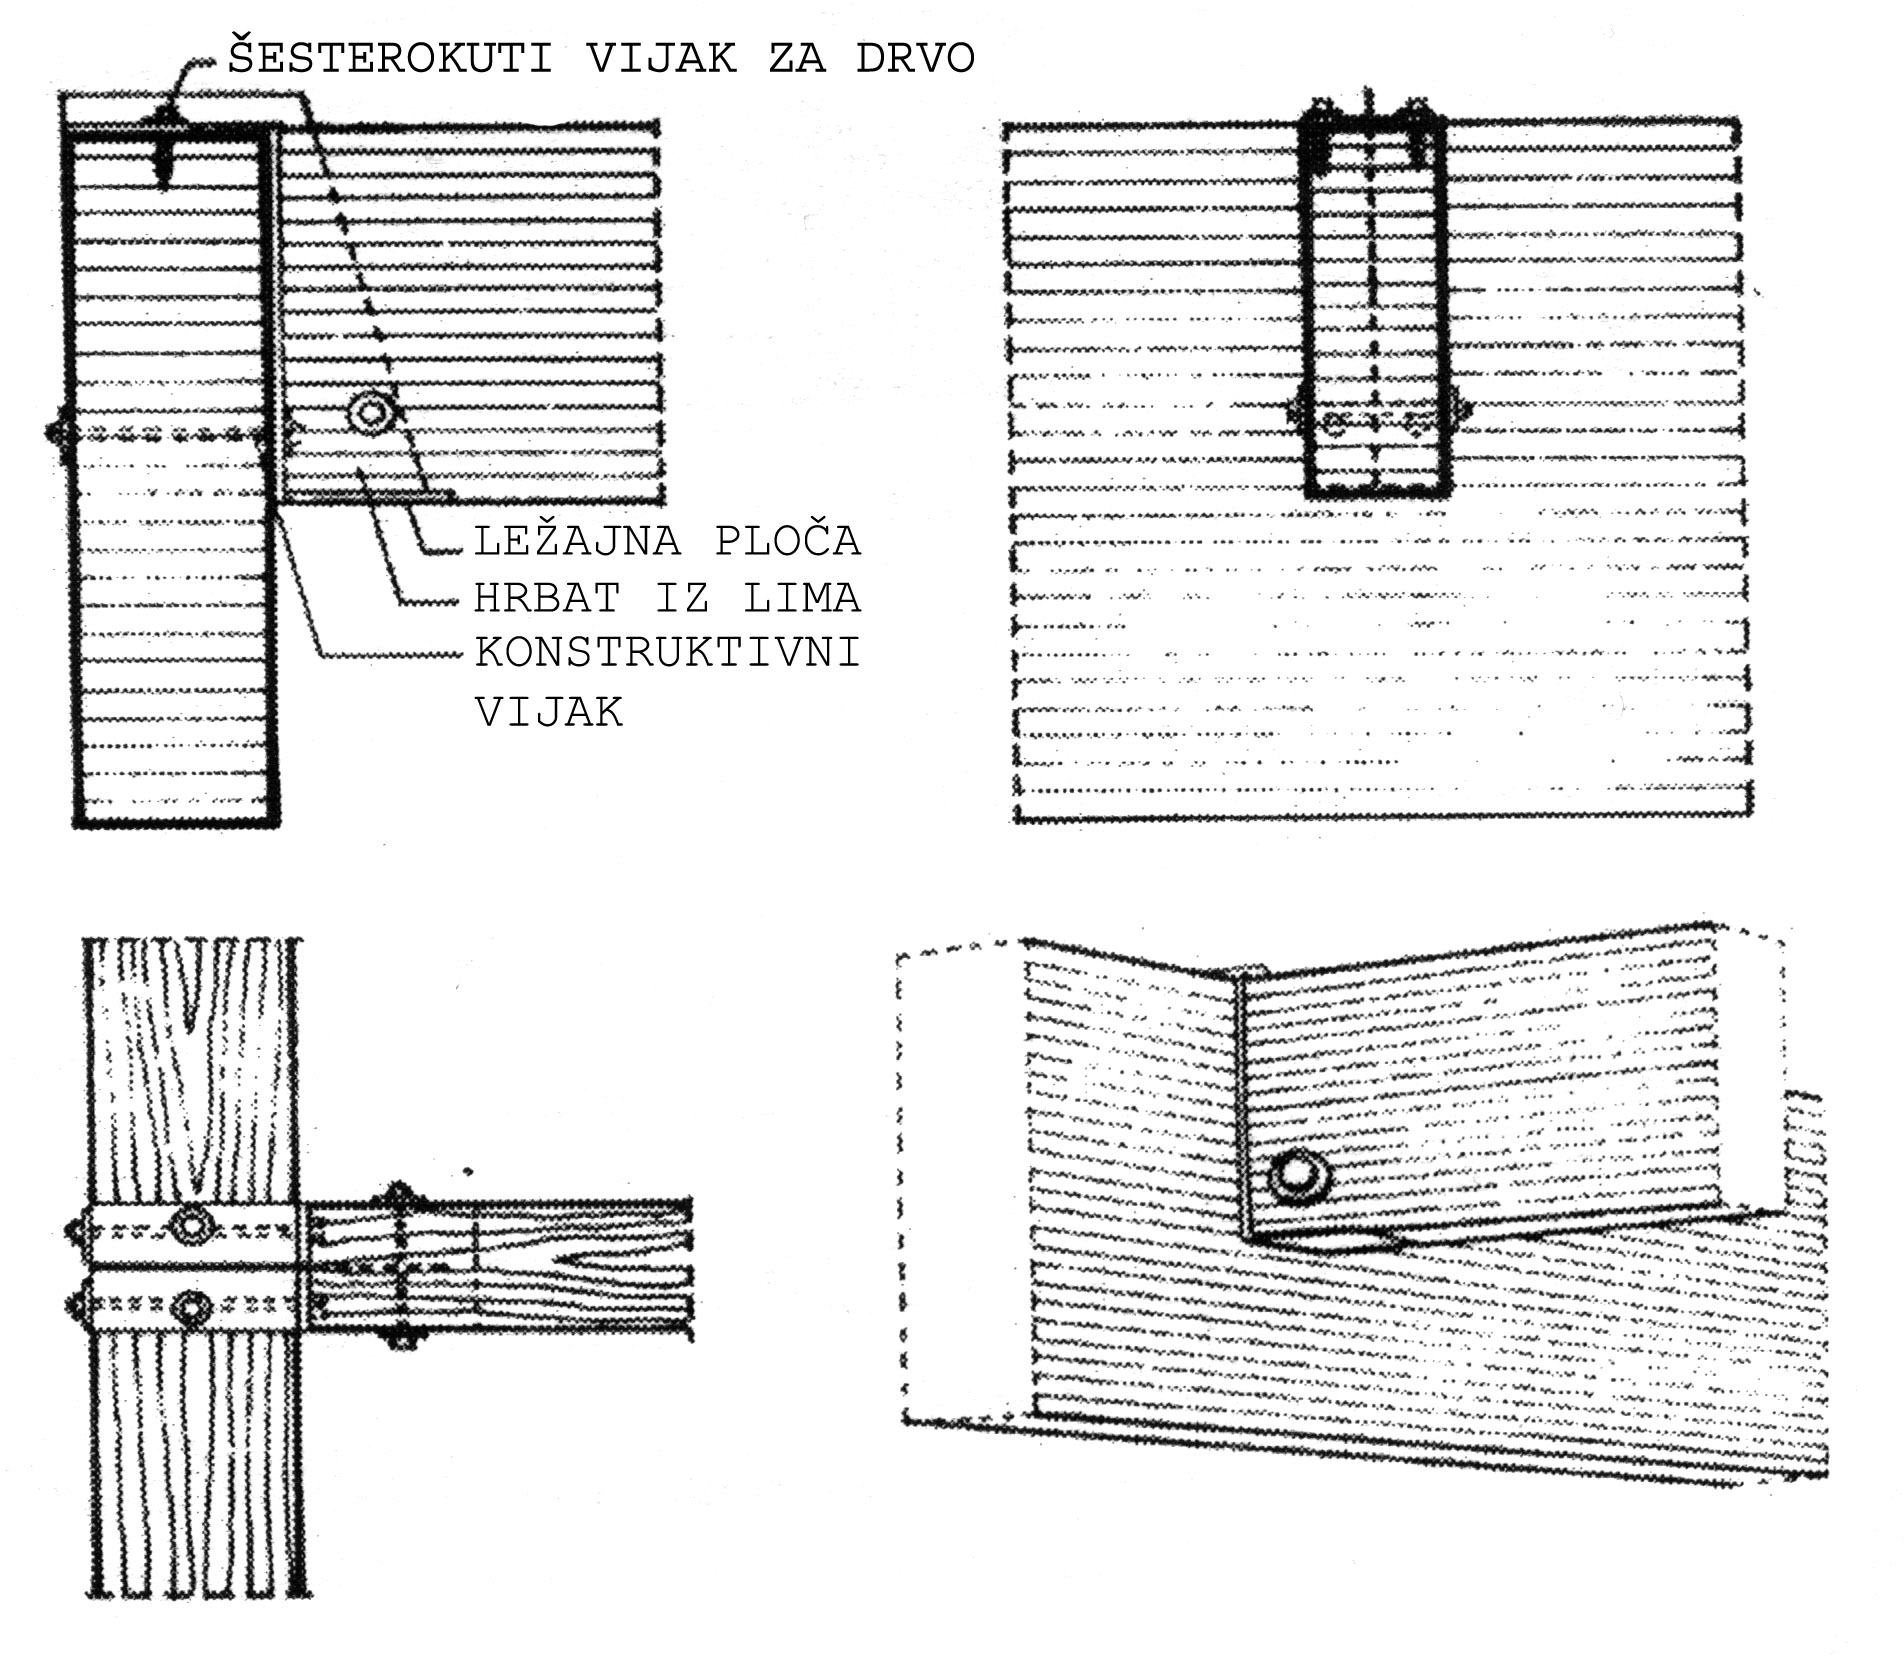 ŠESTEROKUTI VIJAK ZA DRVO
LEŽAJNA PLOČA
HRBAT IZ LIMA
KONSTRUKTIVNI
VIJAK